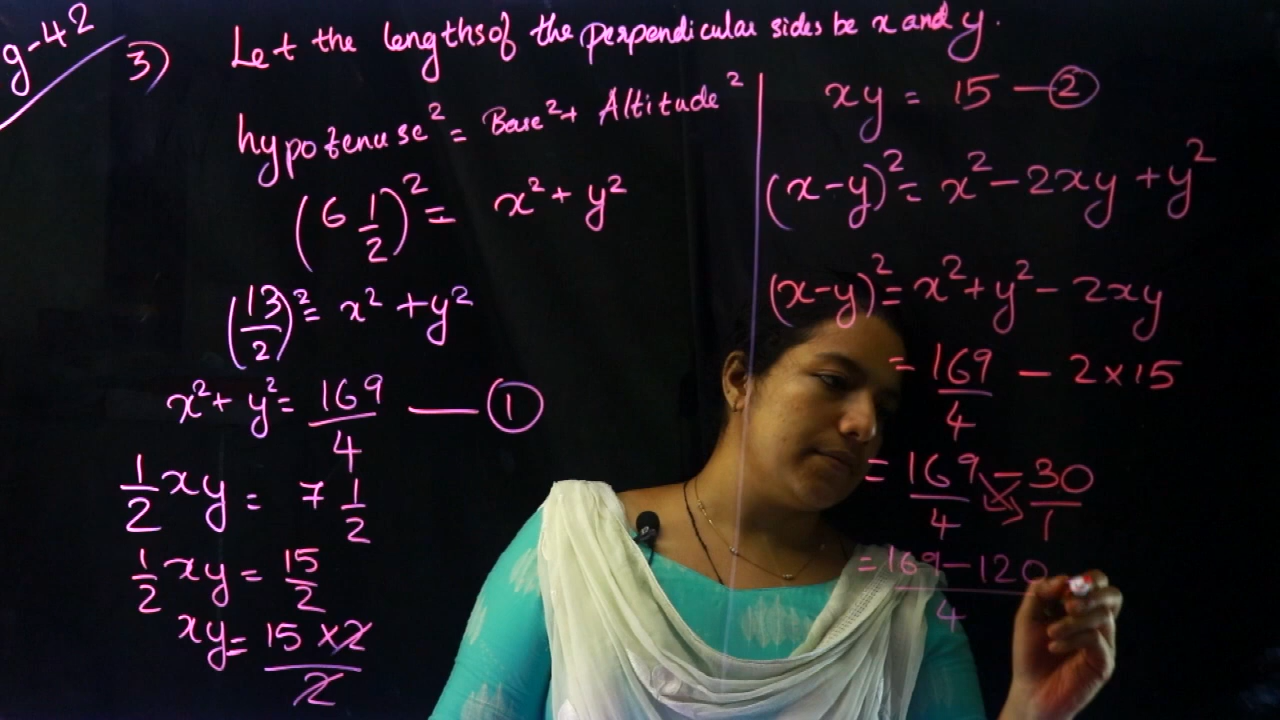 g-42
3) Let the lengths of the perpendicular sides be x and y.
hypotenuse² = Base² + Altitude²
(6 1/2)² = x² + y²
(13/2)² = x² + y²
x² + y² = 169/4 — ①
1/2 xy = 7 1/2
1/2 xy = 15/2
xy = 15 × 2/2
xy = 15 — ②
(x-y)² = x² - 2xy + y²
(x-y)² = x² + y² - 2xy
= 169/4 - 2×15
= 169/4 - 30/1
= 169-120/4